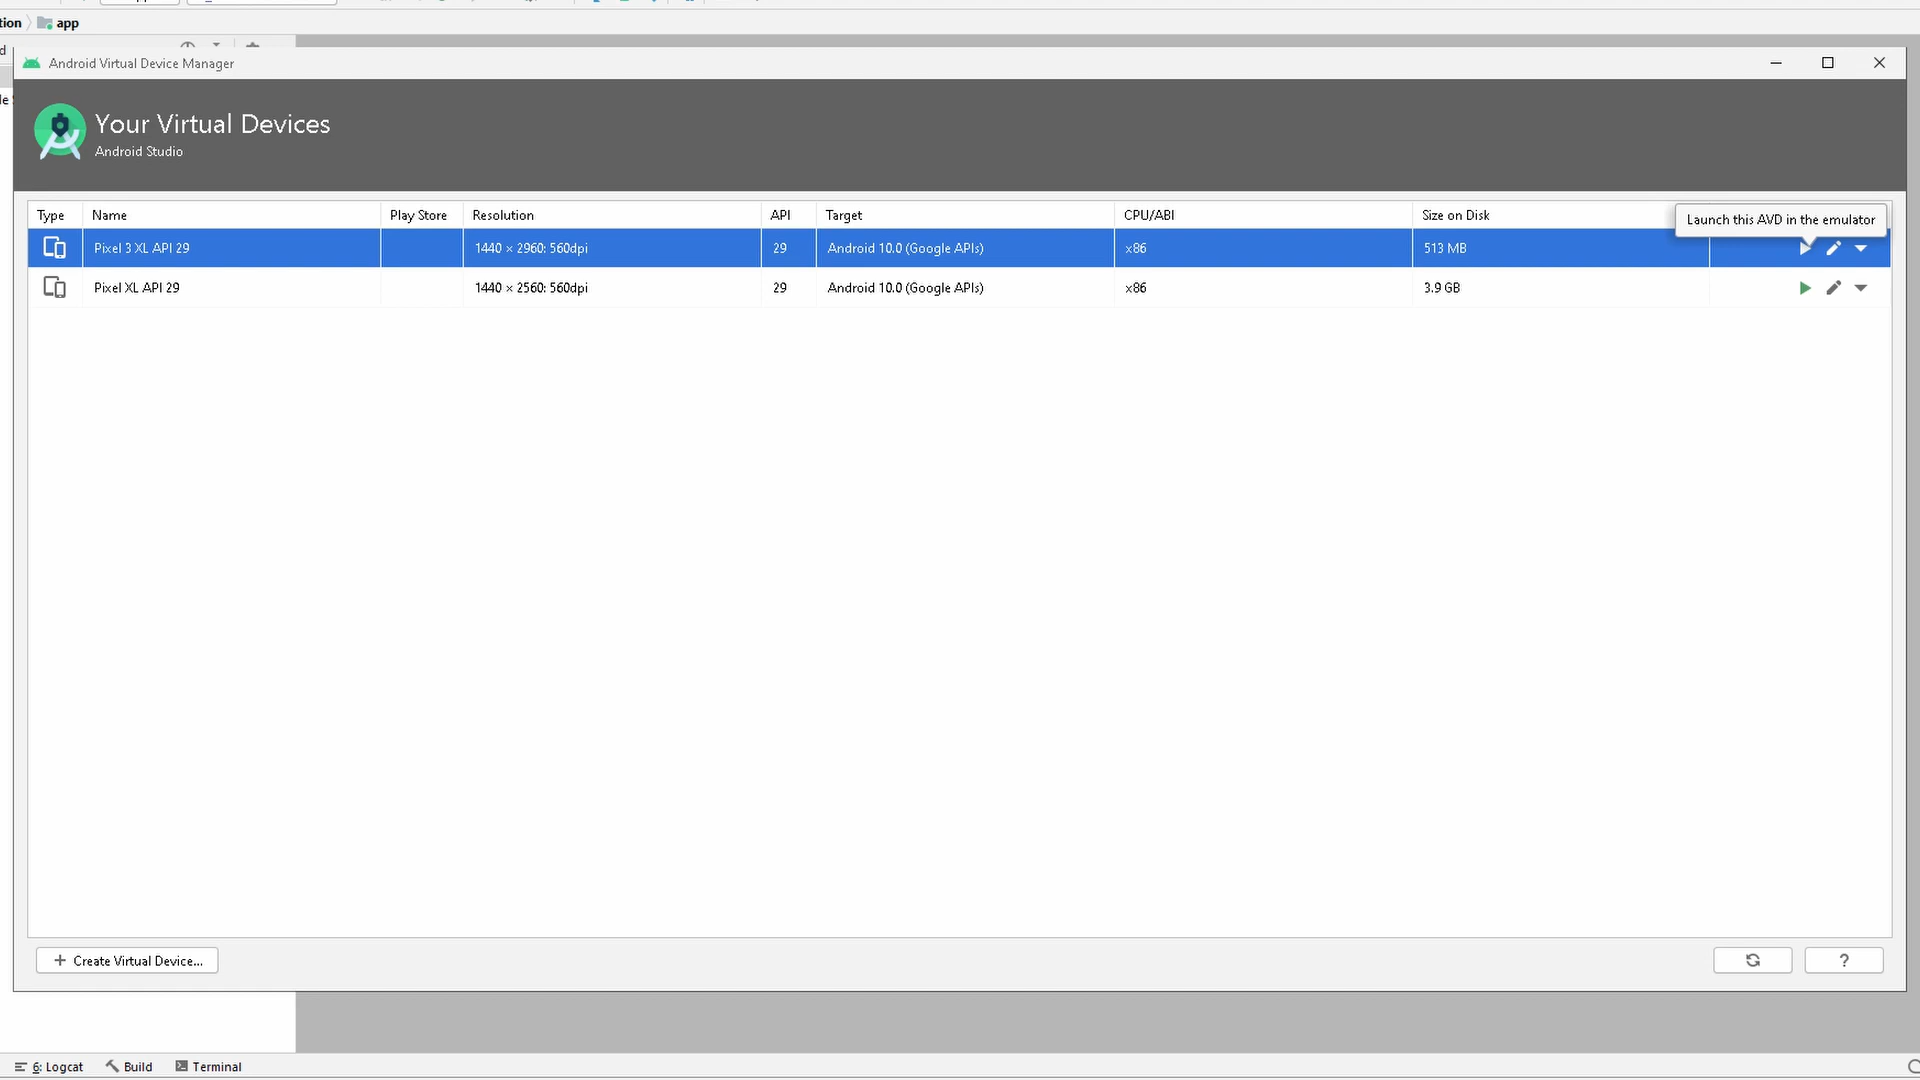 tion app
d
Android Virtual Device Manager
le
Your Virtual Devices
Android Studio
Type Name Play Store Resolution API Target CPU/ABI Size on Disk
Launch this AVD in the emulator
Pixel 3 XL API 29 1440 × 2960: 560dpi 29 Android 10.0 (Google APIs) x86 513 MB
Pixel XL API 29 1440 × 2560: 560dpi 29 Android 10.0 (Google APIs) x86 3.9 GB
+ Create Virtual Device... ?
6: Logcat Build Terminal